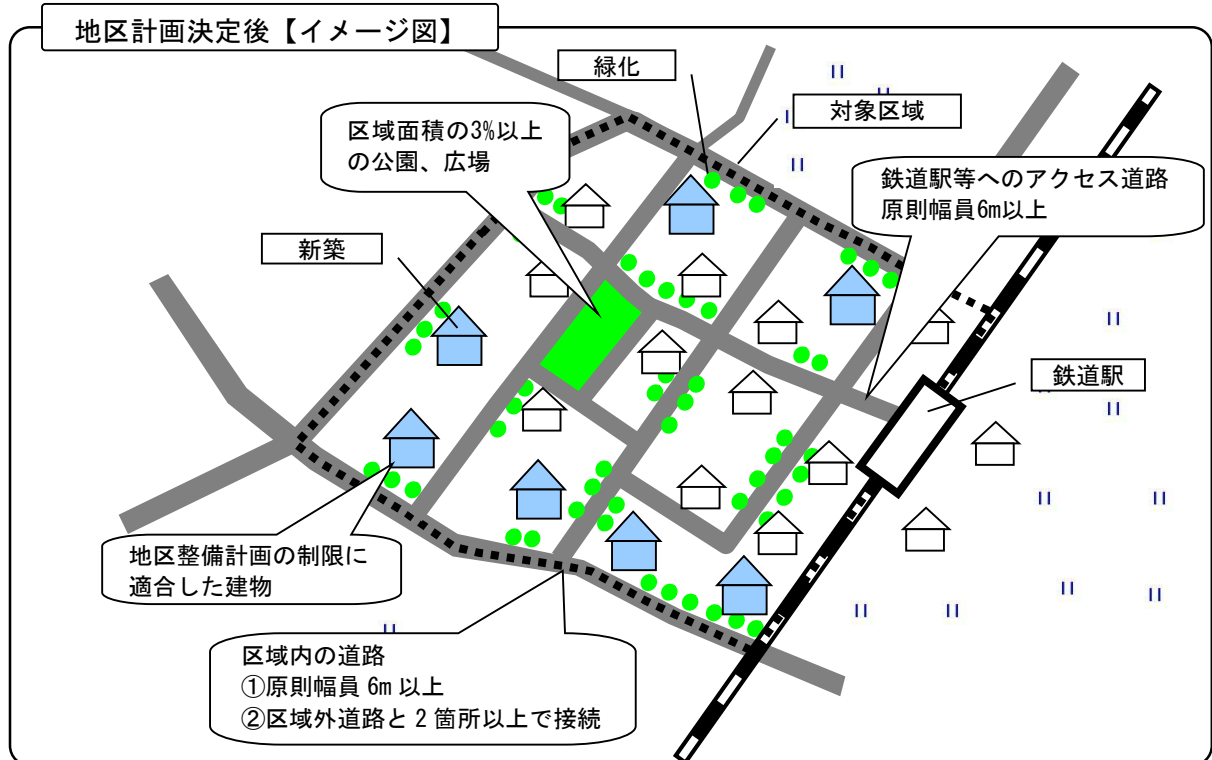 地区計画決定後【イメージ図】
緑化
対象区域
区域面積の3%以上
の公園、広場
鉄道駅等へのアクセス道路
原則幅員6m以上
新築
鉄道駅
地区整備計画の制限に
適合した建物
区域内の道路
①原則幅員 6m 以上
②区域外道路と 2 箇所以上で接続